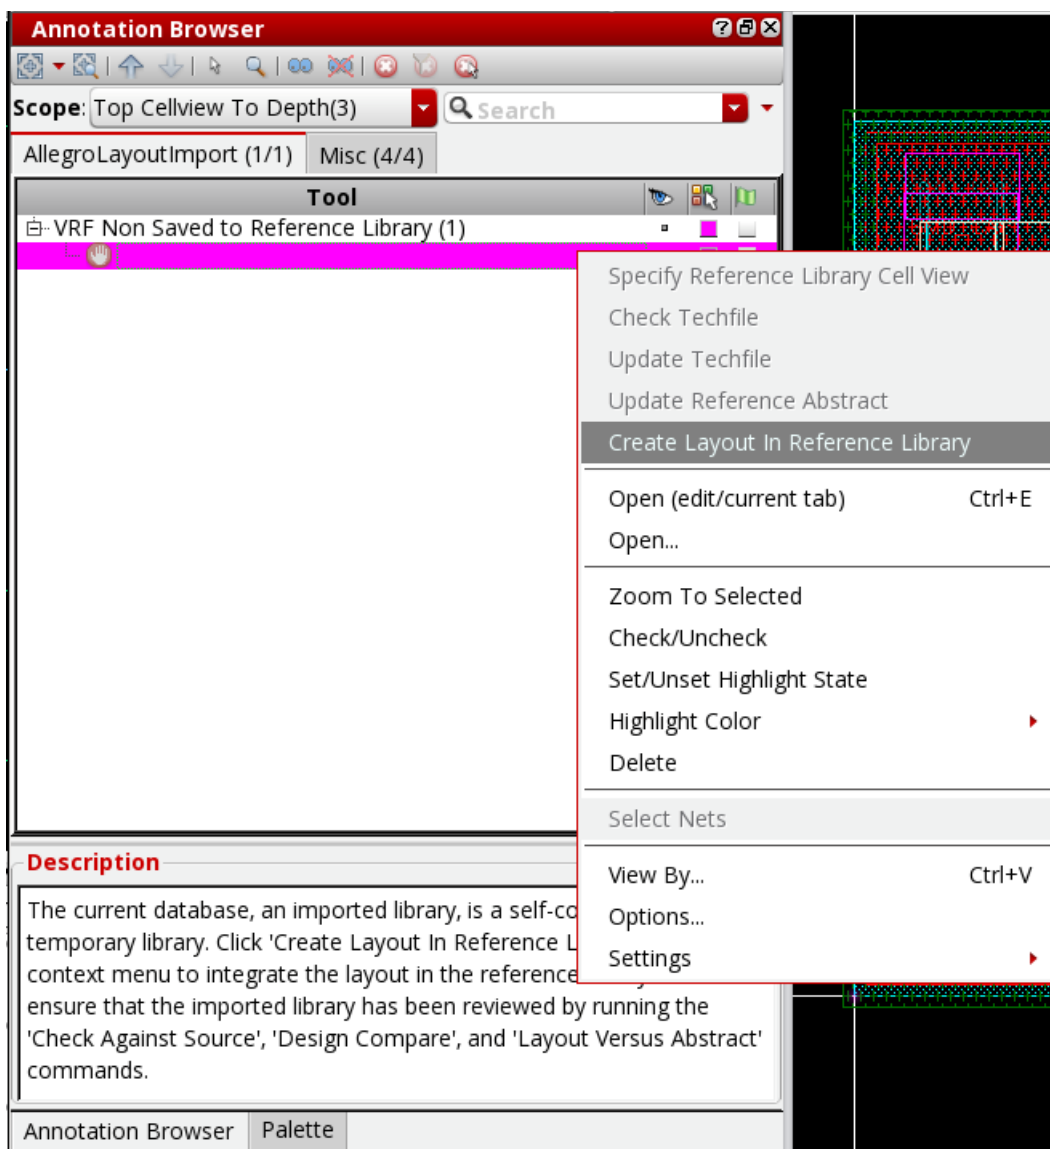 Annotation Browser
Scope: Top Cellview To Depth(3) Search
AllegroLayoutImport (1/1) Misc (4/4)
Tool
VRF Non Saved to Reference Library (1)
Specify Reference Library Cell View
Check Techfile
Update Techfile
Update Reference Abstract
Create Layout In Reference Library
Open (edit/current tab) Ctrl+E
Open...
Zoom To Selected
Check/Uncheck
Set/Unset Highlight State
Highlight Color
Delete
Select Nets
View By... Ctrl+V
Options...
Settings
Description
The current database, an imported library, is a
temporary library. Click 'Create Layout In Reference
context menu to integrate the layout in the reference
ensure that the imported library has been reviewed by running the
'Check Against Source', 'Design Compare', and 'Layout Versus Abstract'
commands.
Annotation Browser Palette